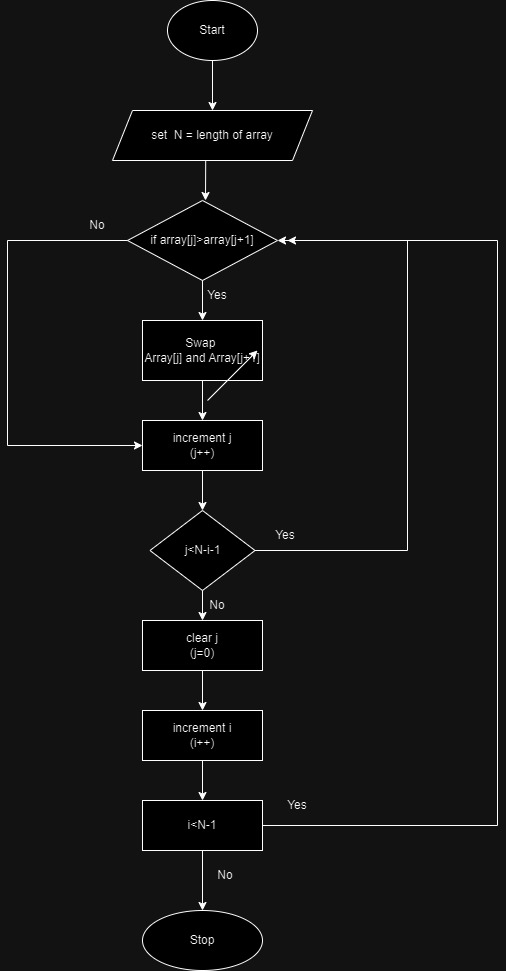 Start
set N = length of array
if array[j]>array[j+1]
No
Yes
Swap
Array[j] and Array[j+1]
increment j
(j++)
j<N-i-1
Yes
No
clear j
(j=0)
increment i
(i++)
i<N-1
Yes
No
Stop